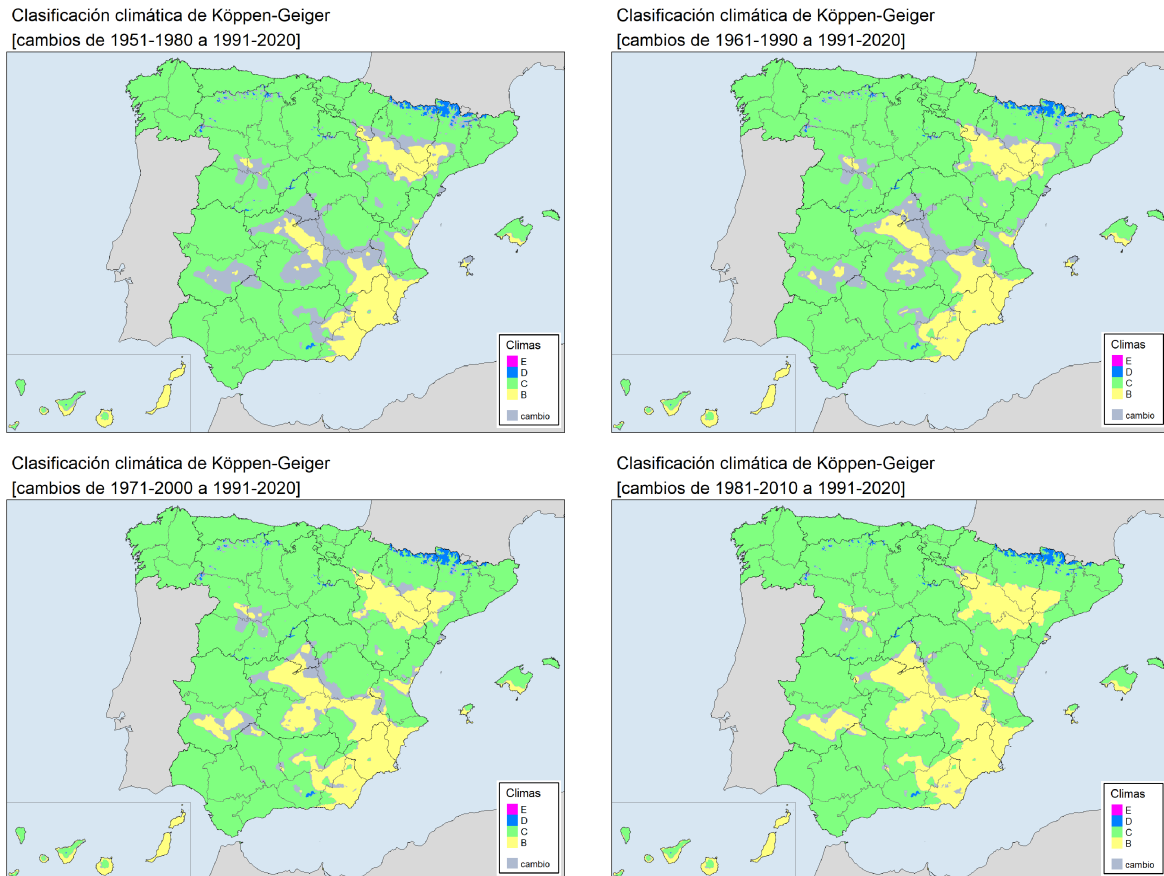 Clasificación climática de Köppen-Geiger
[cambios de 1951-1980 a 1991-2020]
Climas
E
D
C
B
cambio
Clasificación climática de Köppen-Geiger
[cambios de 1961-1990 a 1991-2020]
Climas
E
D
C
B
cambio
Clasificación climática de Köppen-Geiger
[cambios de 1971-2000 a 1991-2020]
Climas
E
D
C
B
cambio
Clasificación climática de Köppen-Geiger
[cambios de 1981-2010 a 1991-2020]
Climas
E
D
C
B
cambio